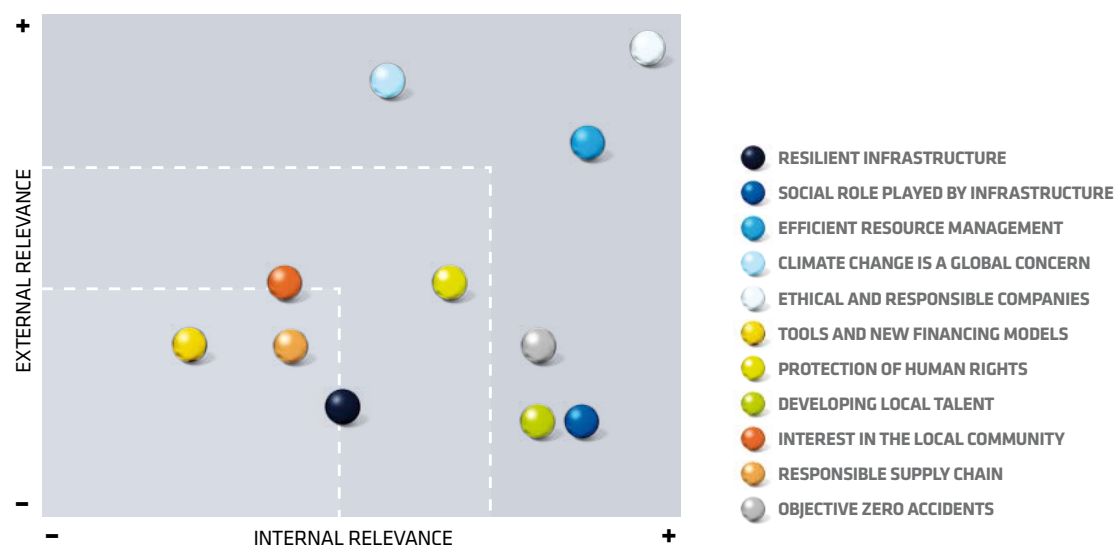 +
EXTERNAL RELEVANCE
–
–
INTERNAL RELEVANCE
+
RESILIENT INFRASTRUCTURE
SOCIAL ROLE PLAYED BY INFRASTRUCTURE
EFFICIENT RESOURCE MANAGEMENT
CLIMATE CHANGE IS A GLOBAL CONCERN
ETHICAL AND RESPONSIBLE COMPANIES
TOOLS AND NEW FINANCING MODELS
PROTECTION OF HUMAN RIGHTS
DEVELOPING LOCAL TALENT
INTEREST IN THE LOCAL COMMUNITY
RESPONSIBLE SUPPLY CHAIN
OBJECTIVE ZERO ACCIDENTS